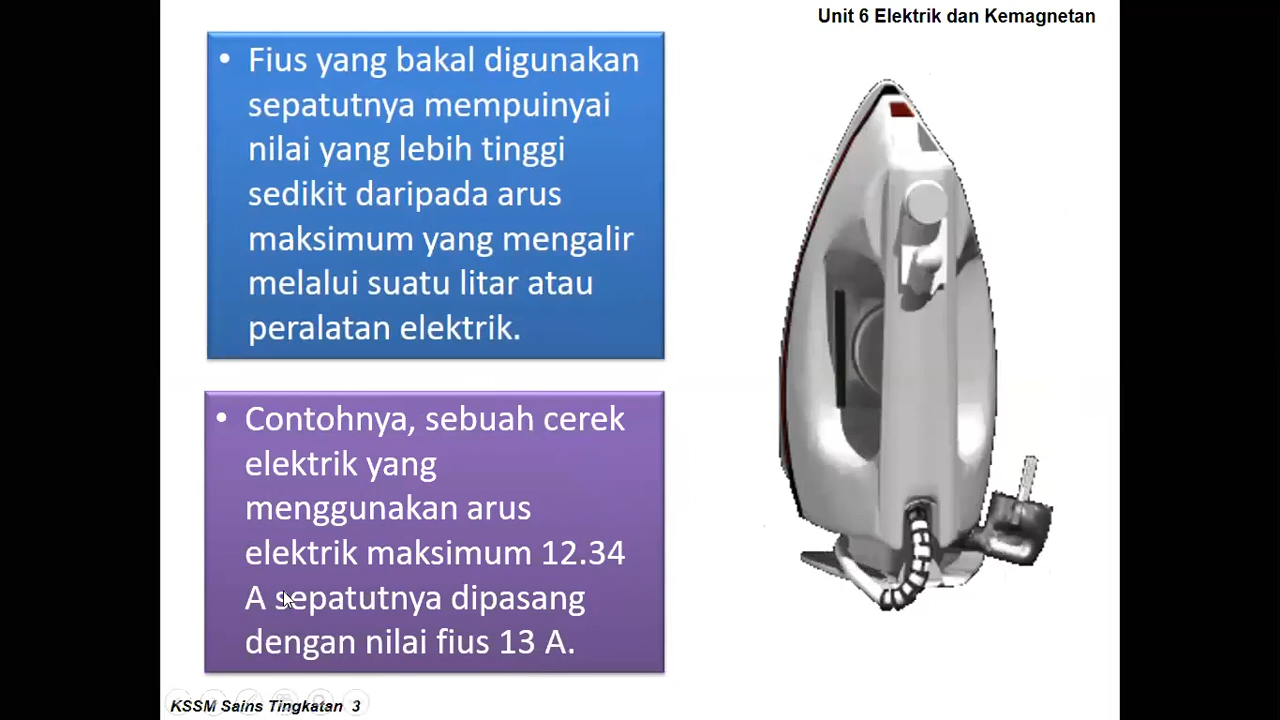 Unit 6 Elektrik dan Kemagnetan
• Fius yang bakal digunakan
sepatutnya mempuinyai
nilai yang lebih tinggi
sedikit daripada arus
maksimum yang mengalir
melalui suatu litar atau
peralatan elektrik.
• Contohnya, sebuah cerek
elektrik yang
menggunakan arus
elektrik maksimum 12.34
A sepatutnya dipasang
dengan nilai fius 13 A.
KSSM Sains Tingkatan 3